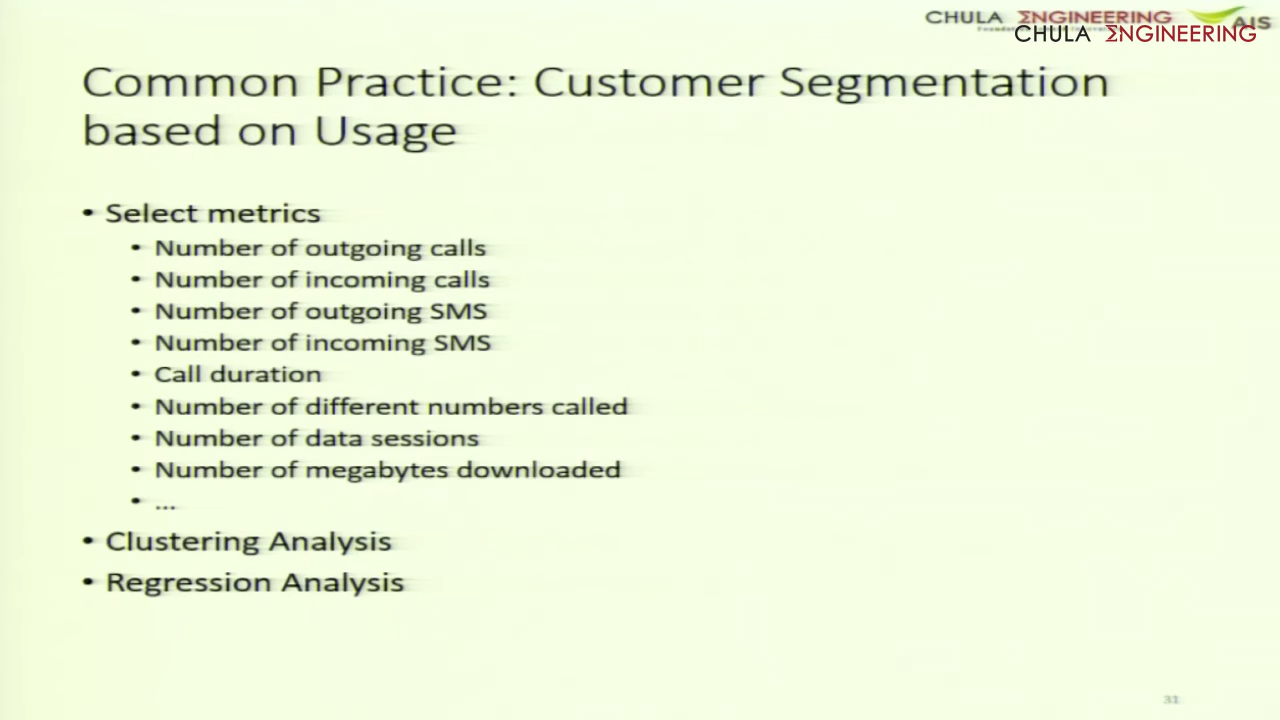 CHULA ΣNGINEERING
AIS
CHULA ΣNGINEERING
Common Practice: Customer Segmentation
based on Usage
• Select metrics
• Number of outgoing calls
• Number of incoming calls
• Number of outgoing SMS
• Number of incoming SMS
• Call duration
• Number of different numbers called
• Number of data sessions
• Number of megabytes downloaded
• ...
• Clustering Analysis
• Regression Analysis
31